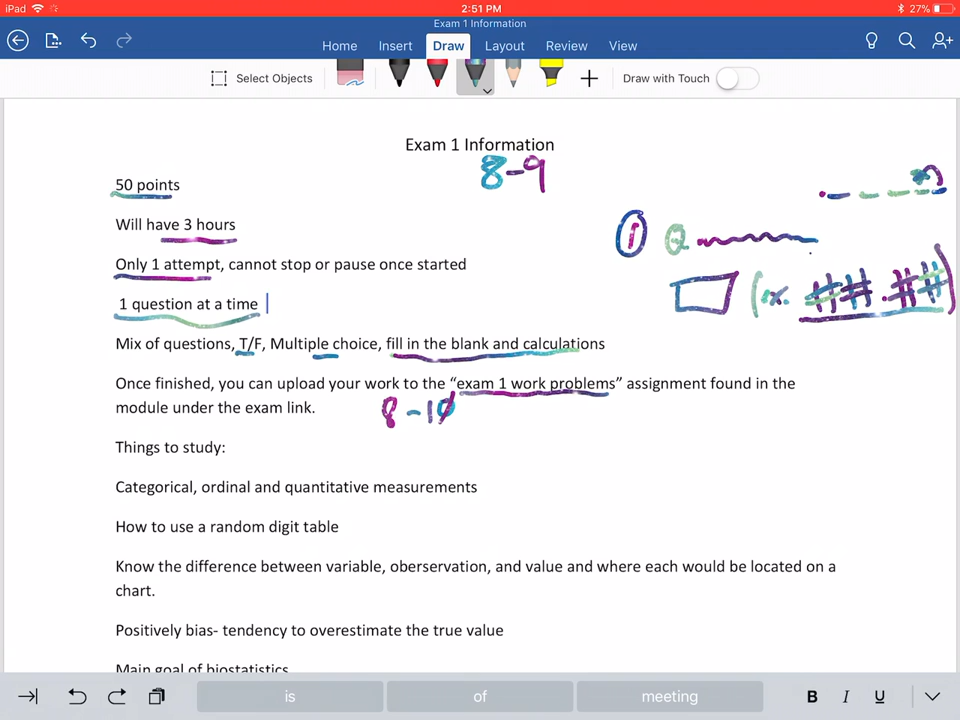 iPad 2:51 PM 27%
Exam 1 Information
Home Insert Draw Layout Review View
Select Objects Draw with Touch
Exam 1 Information
8-9
50 points
Will have 3 hours
1 Q
Only 1 attempt, cannot stop or pause once started
(ex. ##.##)
1 question at a time
Mix of questions, T/F, Multiple choice, fill in the blank and calculations
Once finished, you can upload your work to the “exam 1 work problems” assignment found in the
module under the exam link.
8-10
Things to study:
Categorical, ordinal and quantitative measurements
How to use a random digit table
Know the difference between variable, oberservation, and value and where each would be located on a
chart.
Positively bias- tendency to overestimate the true value
Main goal of biostatistics
is of meeting B I U